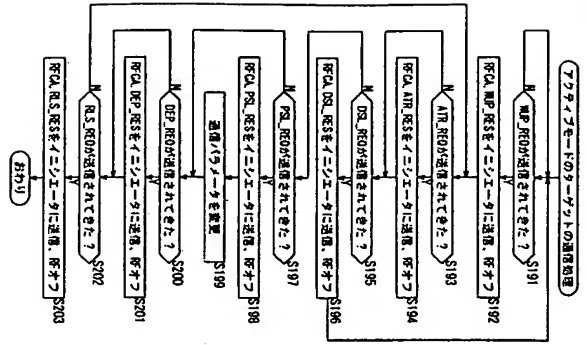 アクティブモードのターゲットの通信処理
WUP_REQが送信されてきた？
S191
N
Y
RFCA, WUP_RESをイニシエータに送信, RFオフ
S192
ATR_REQが送信されてきた？
S193
N
Y
RFCA, ATR_RESをイニシエータに送信, RFオフ
S194
DSL_REQが送信されてきた？
S195
N
Y
RFCA, DSL_RESをイニシエータに送信, RFオフ
S196
PSL_REQが送信されてきた？
S197
N
Y
RFCA, PSL_RESをイニシエータに送信, RFオフ
S198
通信パラメータを変更
S199
DEP_REQが送信されてきた？
S200
N
Y
RFCA, DEP_RESをイニシエータに送信, RFオフ
S201
RLS_REQが送信されてきた？
S202
N
Y
RFCA, RLS_RESをイニシエータに送信, RFオフ
S203
おわり